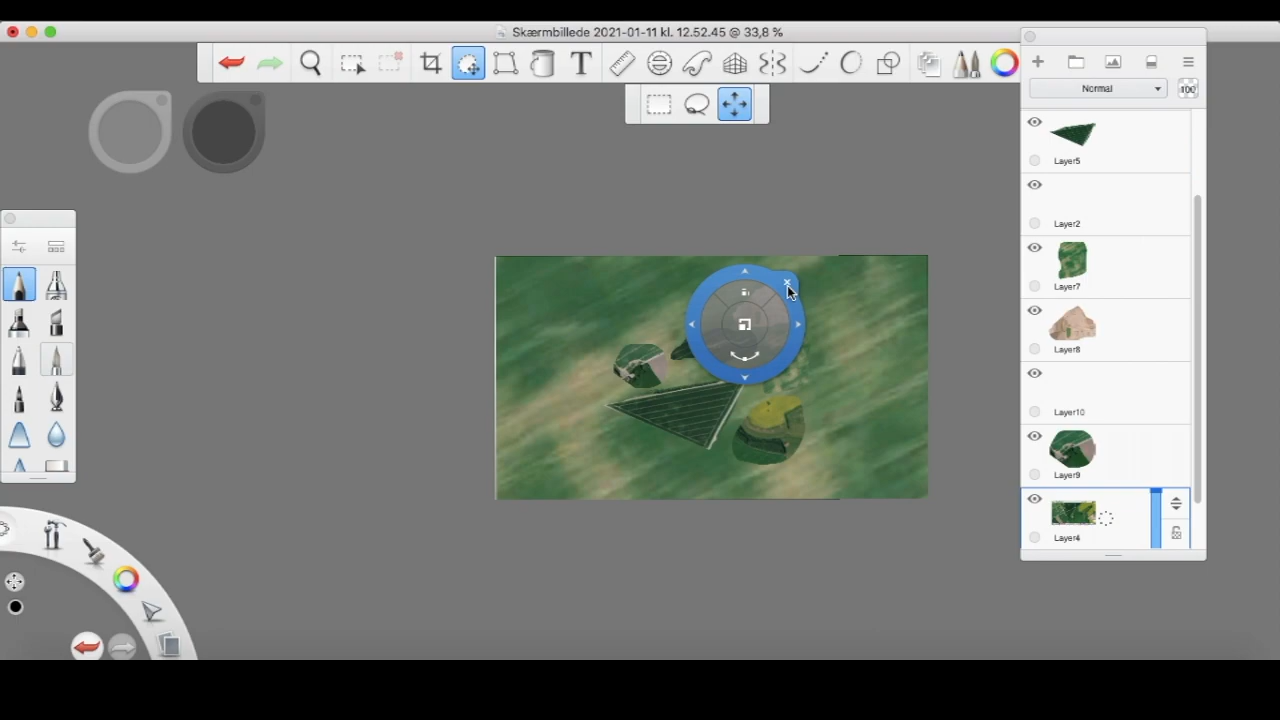 Skærmbillede 2021-01-11 kl. 12.52.45 @ 33,8 %
T
Normal
100
Layer5
Layer2
Layer7
Layer8
Layer10
Layer9
Layer4